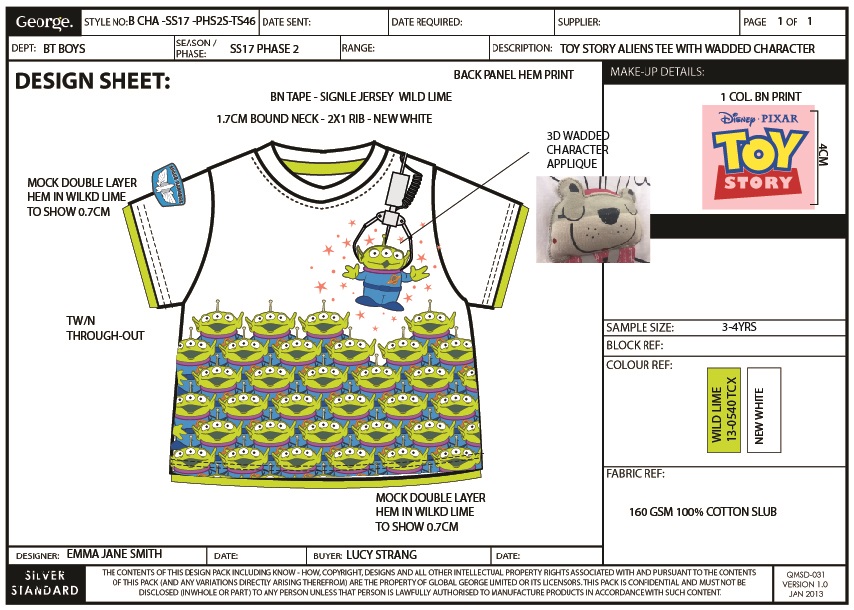 George.
STYLE NO:B CHA -SS17 -PHS2S-TS46
DATE SENT:
DATE REQUIRED:
SUPPLIER:
PAGE 1 OF 1
DEPT: BT BOYS
SEASON /
PHASE:
SS17 PHASE 2
RANGE:
DESCRIPTION: TOY STORY ALIENS TEE WITH WADDED CHARACTER
DESIGN SHEET:
BACK PANEL HEM PRINT
BN TAPE - SIGNLE JERSEY WILD LIME
1.7CM BOUND NECK - 2X1 RIB - NEW WHITE
3D WADDED
CHARACTER
APPLIQUE
MOCK DOUBLE LAYER
HEM IN WILKD LIME
TO SHOW 0.7CM
TW/N
THROUGH-OUT
MOCK DOUBLE LAYER
HEM IN WILKD LIME
TO SHOW 0.7CM
MAKE-UP DETAILS:
1 COL. BN PRINT
DISNEY · PIXAR
TOY
STORY
4CM
SAMPLE SIZE: 3-4YRS
BLOCK REF:
COLOUR REF:
WILD LIME
13-0540 TCX
NEW WHITE
FABRIC REF:
160 GSM 100% COTTON SLUB
DESIGNER: EMMA JANE SMITH
DATE:
BUYER: LUCY STRANG
DATE:
SILVER
STANDARD
THE CONTENTS OF THIS DESIGN PACK INCLUDING KNOW - HOW, COPYRIGHT, DESIGNS AND ALL OTHER INTELLECTUAL PROPERTY RIGHTS ASSOCIATED WITH AND PURSUANT TO THE CONTENTS
OF THIS PACK (AND ANY VARIATIONS DIRECTLY ARISING THEREFROM) ARE THE PROPERTY OF GLOBAL GEORGE LIMITED OR ITS LICENSORS. THIS PACK IS CONFIDENTIAL AND MUST NOT BE
DISCLOSED (INWHOLE OR PART) TO ANY PERSON UNLESS THAT PERSON IS LAWFULLY AUTHORISED TO MANUFACTURE PRODUCTS IN ACCORDANCE WITH SUCH CONTENT.
QMSD-031
VERSION 1.0
JAN 2013